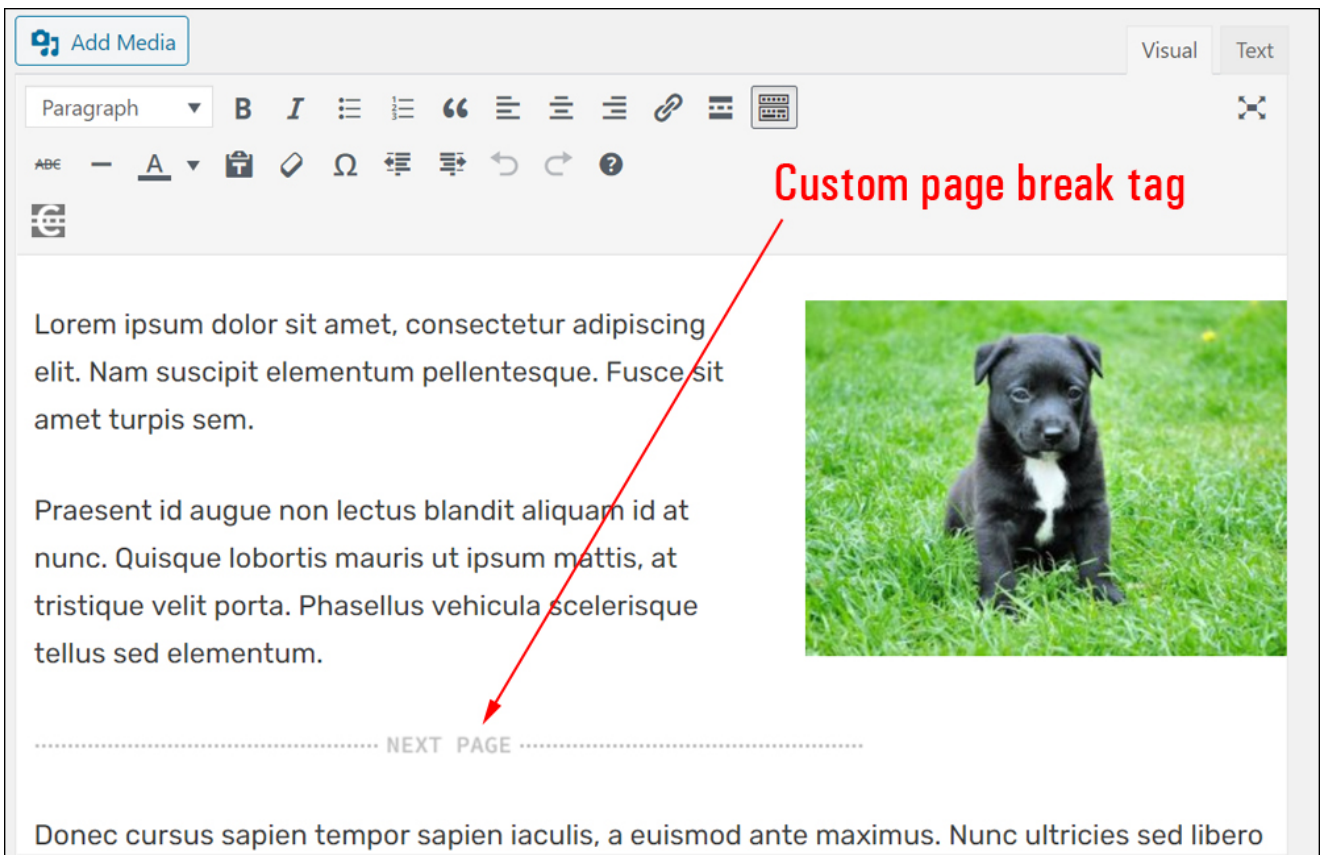 Add Media
Visual Text
Paragraph B I
ABC A Ω
Custom page break tag
Lorem ipsum dolor sit amet, consectetur adipiscing
elit. Nam suscipit elementum pellentesque. Fusce sit
amet turpis sem.
Praesent id augue non lectus blandit aliquam id at
nunc. Quisque lobortis mauris ut ipsum mattis, at
tristique velit porta. Phasellus vehicula scelerisque
tellus sed elementum.
NEXT PAGE
Donec cursus sapien tempor sapien iaculis, a euismod ante maximus. Nunc ultricies sed libero